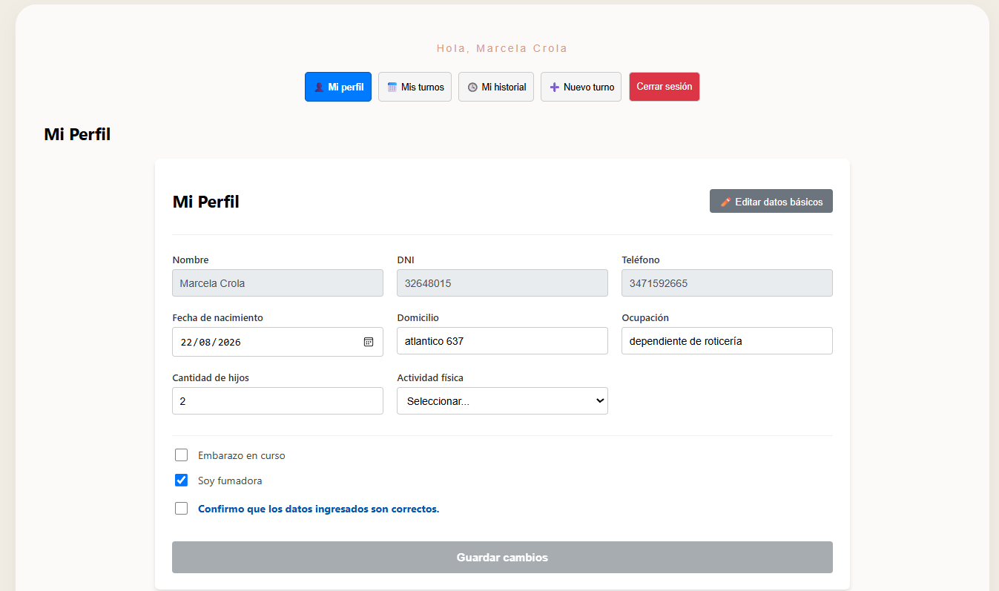 Hola, Marcela Crola
Mi perfil Mis turnos Mi historial Nuevo turno Cerrar sesión
Mi Perfil
Mi Perfil Editar datos básicos
Nombre DNI Teléfono
Marcela Crola 32648015 3471592665
Fecha de nacimiento Domicilio Ocupación
22/08/2026 atlantico 637 dependiente de roticería
Cantidad de hijos Actividad física
2 Seleccionar...
Embarazo en curso
Soy fumadora
Confirmo que los datos ingresados son correctos.
Guardar cambios